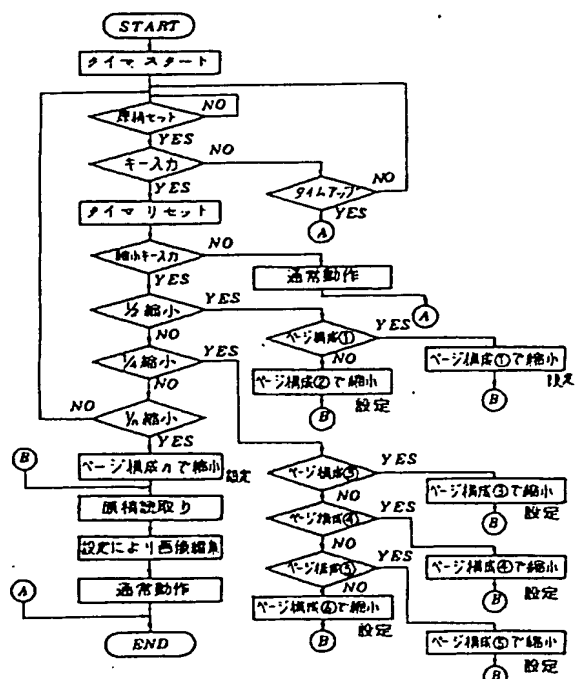 START
タイマ スタート
原稿セット
NO
YES
キー入力
NO
YES
タイムアップ
NO
YES
A
タイマ リセット
縮小キー入力
NO
YES
通常動作
A
1/2 縮小
YES
NO
ページ構成①
YES
NO
ページ構成①で縮小
設定
B
ページ構成②で縮小
設定
B
1/4 縮小
YES
NO
1/n 縮小
NO
YES
ページ構成nで縮小
設定
B
原稿読取り
設定により画像編集
通常動作
A
END
ページ構成③
YES
NO
ページ構成③で縮小
設定
B
ページ構成④
YES
NO
ページ構成④で縮小
設定
B
ページ構成⑤
YES
NO
ページ構成⑥で縮小
設定
B
ページ構成⑤で縮小
設定
B